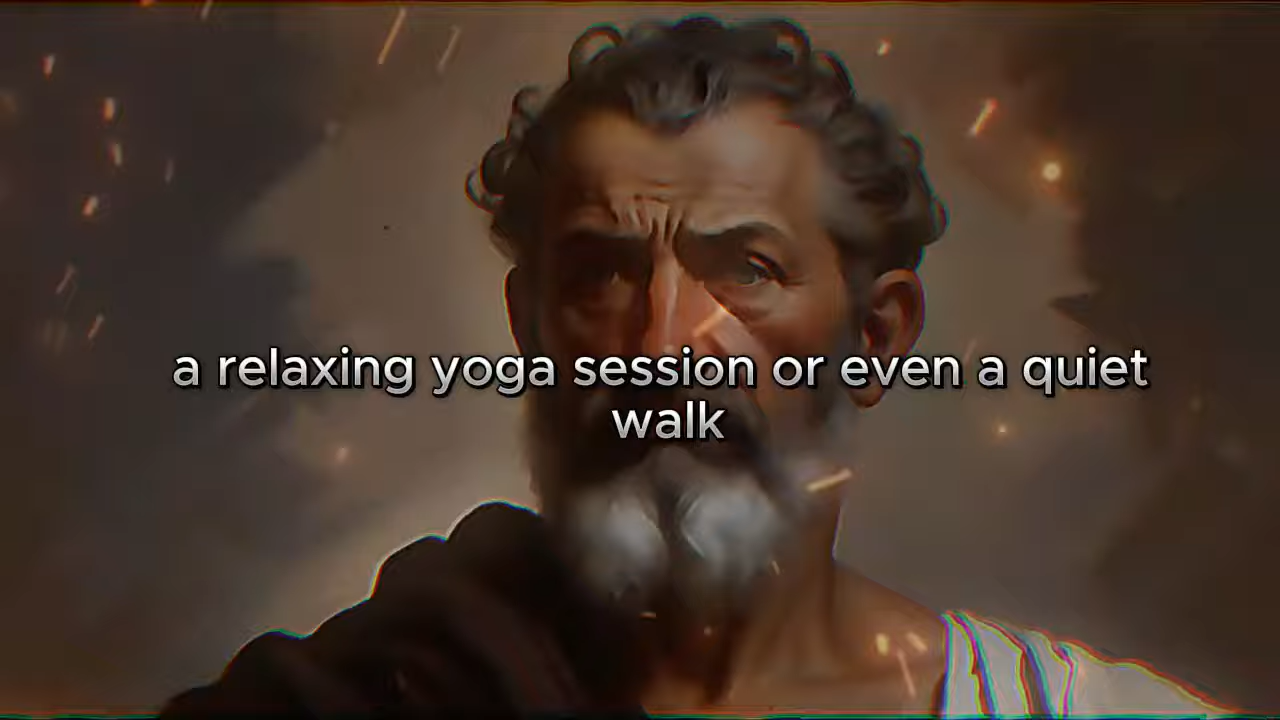 a relaxing yoga session or even a quiet
walk